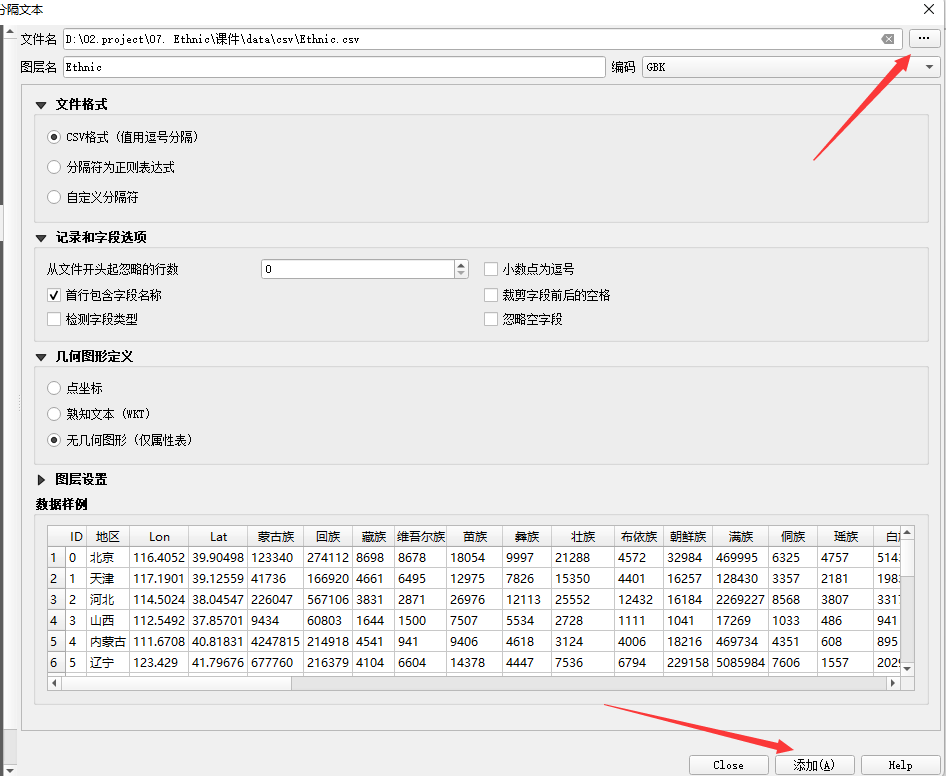 分隔文本
文件名 D:\02.project\07. Ethnic\课件\data\csv\Ethnic.csv ...
图层名 Ethnic 编码 GBK
文件格式
CSV格式（值用逗号分隔）
分隔符为正则表达式
自定义分隔符
记录和字段选项
从文件开头起忽略的行数 0 小数点为逗号
首行包含字段名称 裁剪字段前后的空格
检测字段类型 忽略空字段
几何图形定义
点坐标
熟知文本（WKT）
无几何图形（仅属性表）
图层设置
数据样例
ID 地区 Lon Lat 蒙古族 回族 藏族 维吾尔族 苗族 彝族 壮族 布依族 朝鲜族 满族 侗族 瑶族 白
1 0 北京 116.4052 39.90498 123340 274112 8698 8678 18054 9997 21288 4572 32984 469995 6325 4757 514
2 1 天津 117.1901 39.12559 41736 166920 4661 6495 12975 7826 15350 4401 16257 128430 3357 2181 198
3 2 河北 114.5024 38.04547 226047 567106 3831 2871 26976 12113 25552 12432 16184 2269227 8568 3807 331
4 3 山西 112.5492 37.85701 9434 60803 1644 1500 7507 5534 2728 1111 1041 17269 1033 486 941
5 4 内蒙古 111.6708 40.81831 4247815 214918 4541 941 9406 4618 3124 4006 18216 469734 4351 608 895
6 5 辽宁 123.429 41.79676 677760 216379 4104 6604 14378 4447 7536 6794 229158 5085984 7606 1557 202
Close 添加(A) Help